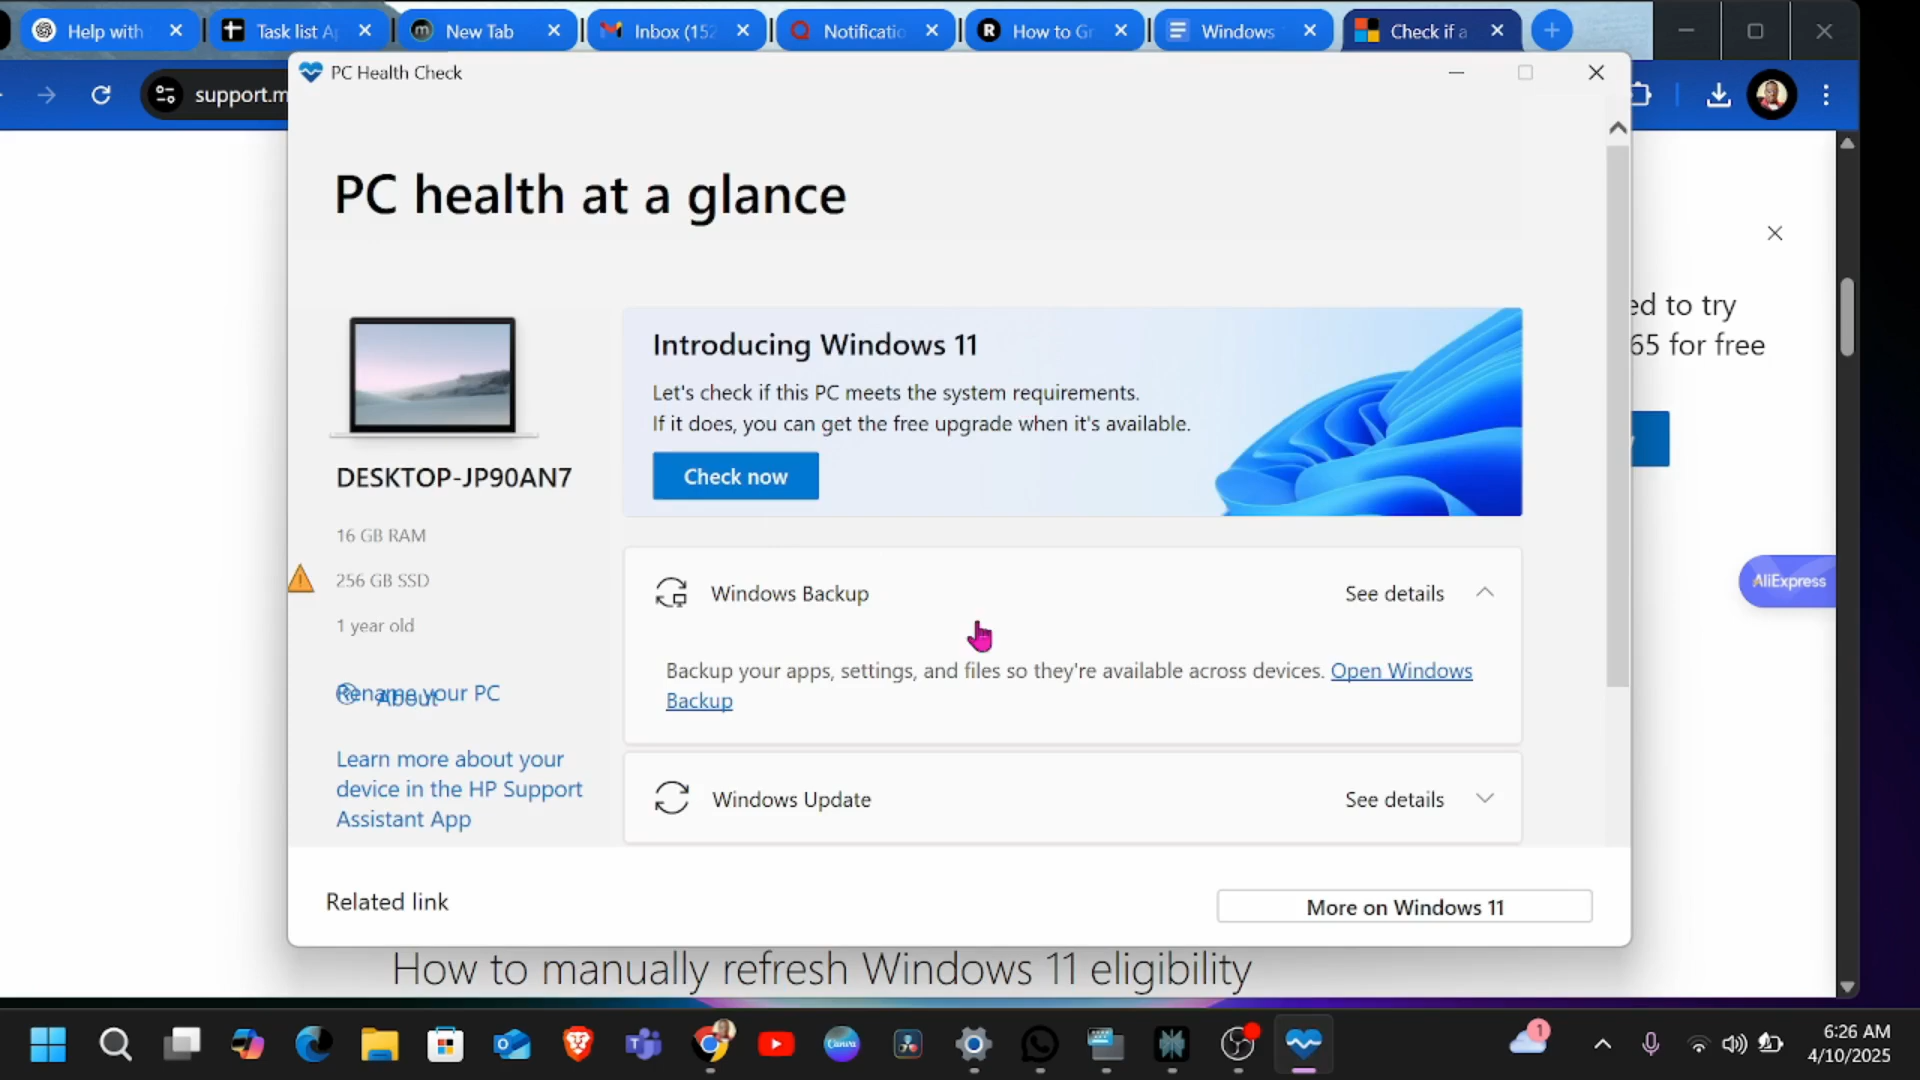 Help with
Task list A
New Tab
Inbox (152
Notificatio
How to Gr
Windows
Check if a
support.m
PC Health Check
PC health at a glance
DESKTOP-JP90AN7
16 GB RAM
256 GB SSD
1 year old
Rename your PC
About
Learn more about your
device in the HP Support
Assistant App
Introducing Windows 11
Let's check if this PC meets the system requirements.
If it does, you can get the free upgrade when it's available.
Check now
Windows Backup
See details
Backup your apps, settings, and files so they're available across devices. Open Windows
Backup
Windows Update
See details
Related link
More on Windows 11
ed to try
65 for free
AliExpress
How to manually refresh Windows 11 eligibility
Canva
1
6:26 AM
4/10/2025